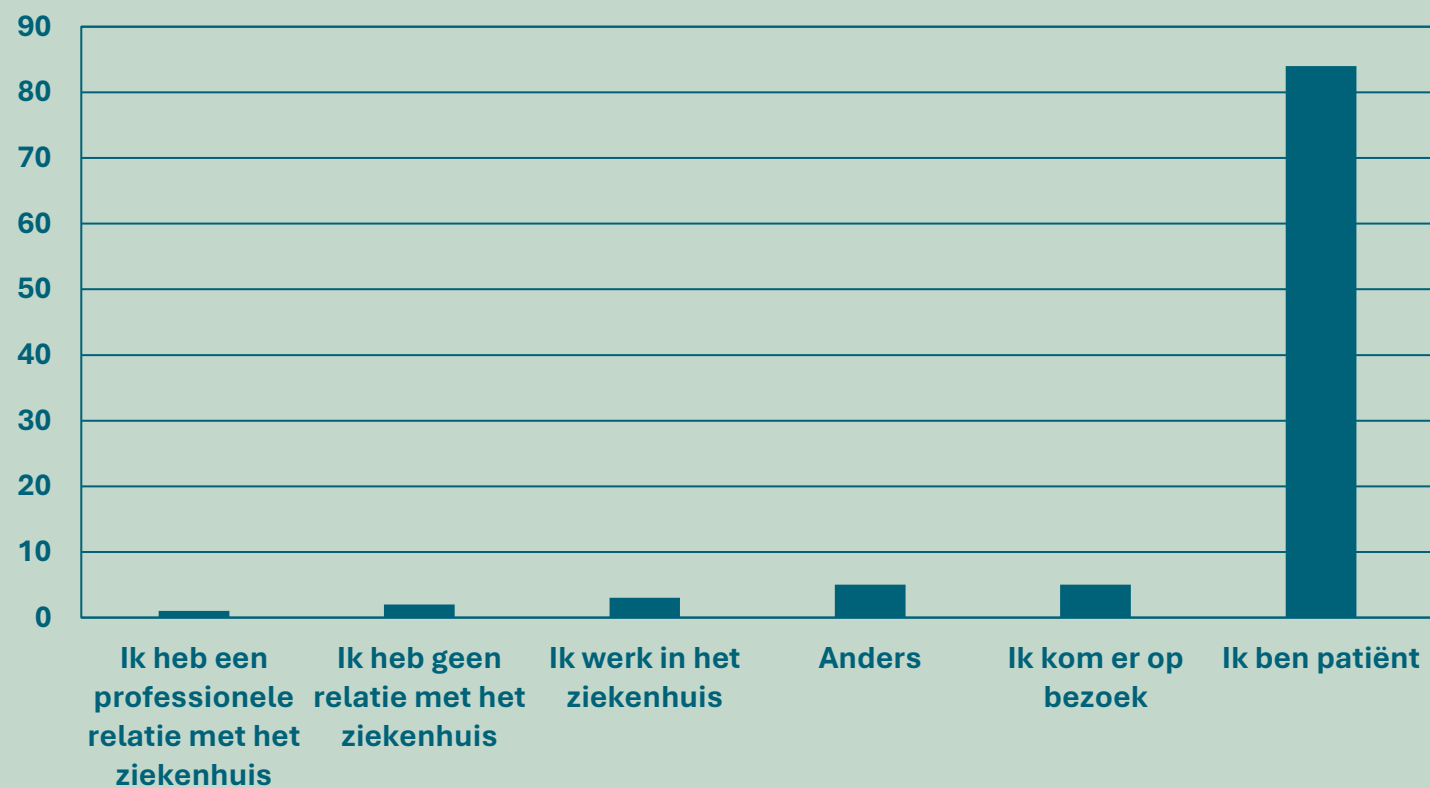 90
80
70
60
50
40
30
20
10
0
Ik heb een
professionele
relatie met het
ziekenhuis
Ik heb geen
relatie met het
ziekenhuis
Ik werk in het
ziekenhuis
Anders
Ik kom er op
bezoek
Ik ben patiënt